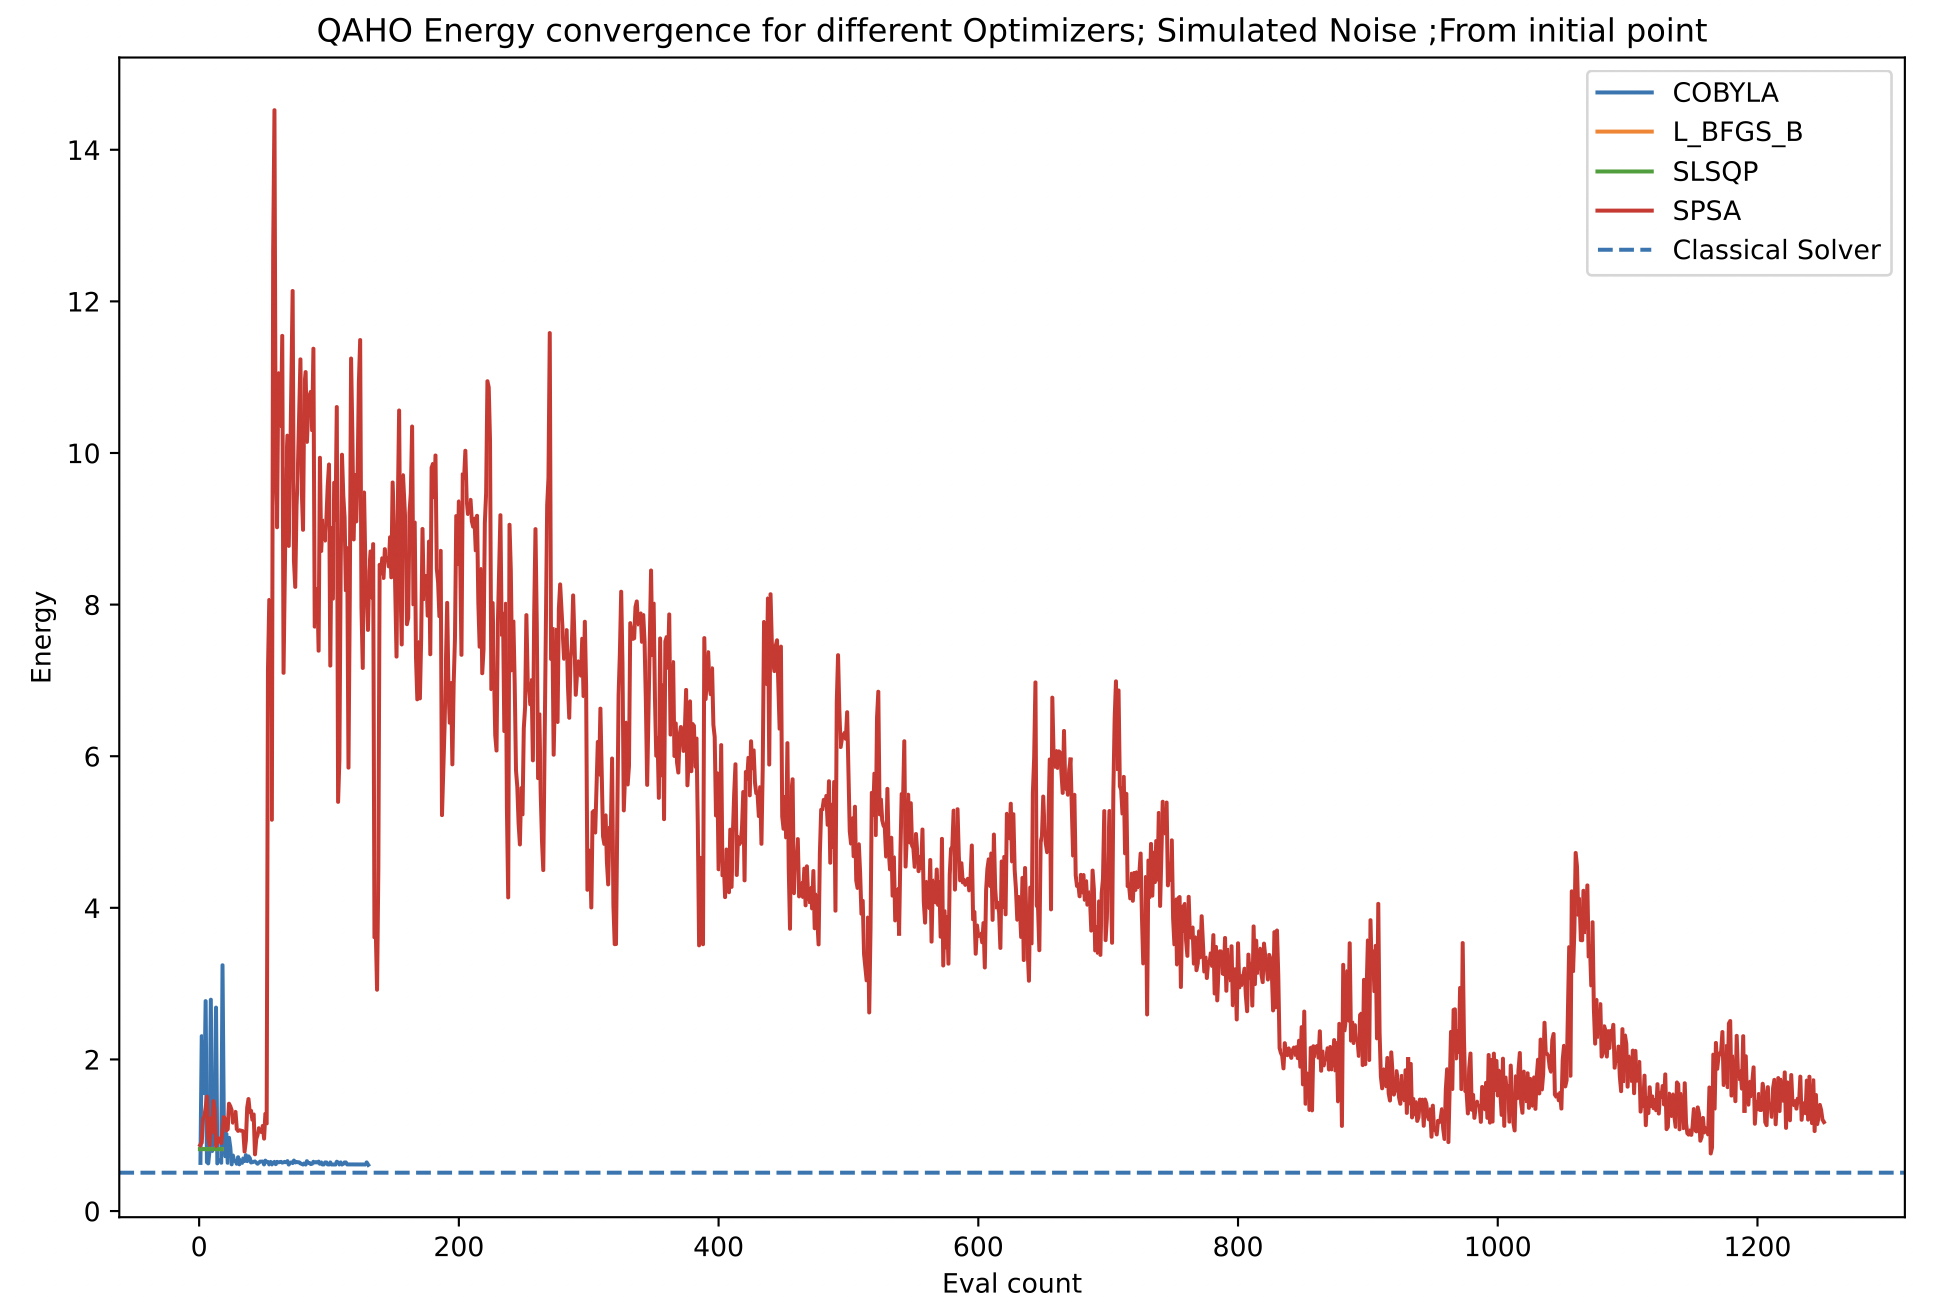 QAHO Energy convergence for different Optimizers; Simulated Noise ;From initial point
COBYLA
L_BFGS_B
SLSQP
SPSA
Classical Solver
Energy
14
12
10
8
6
4
2
0
0 200 400 600 800 1000 1200
Eval count